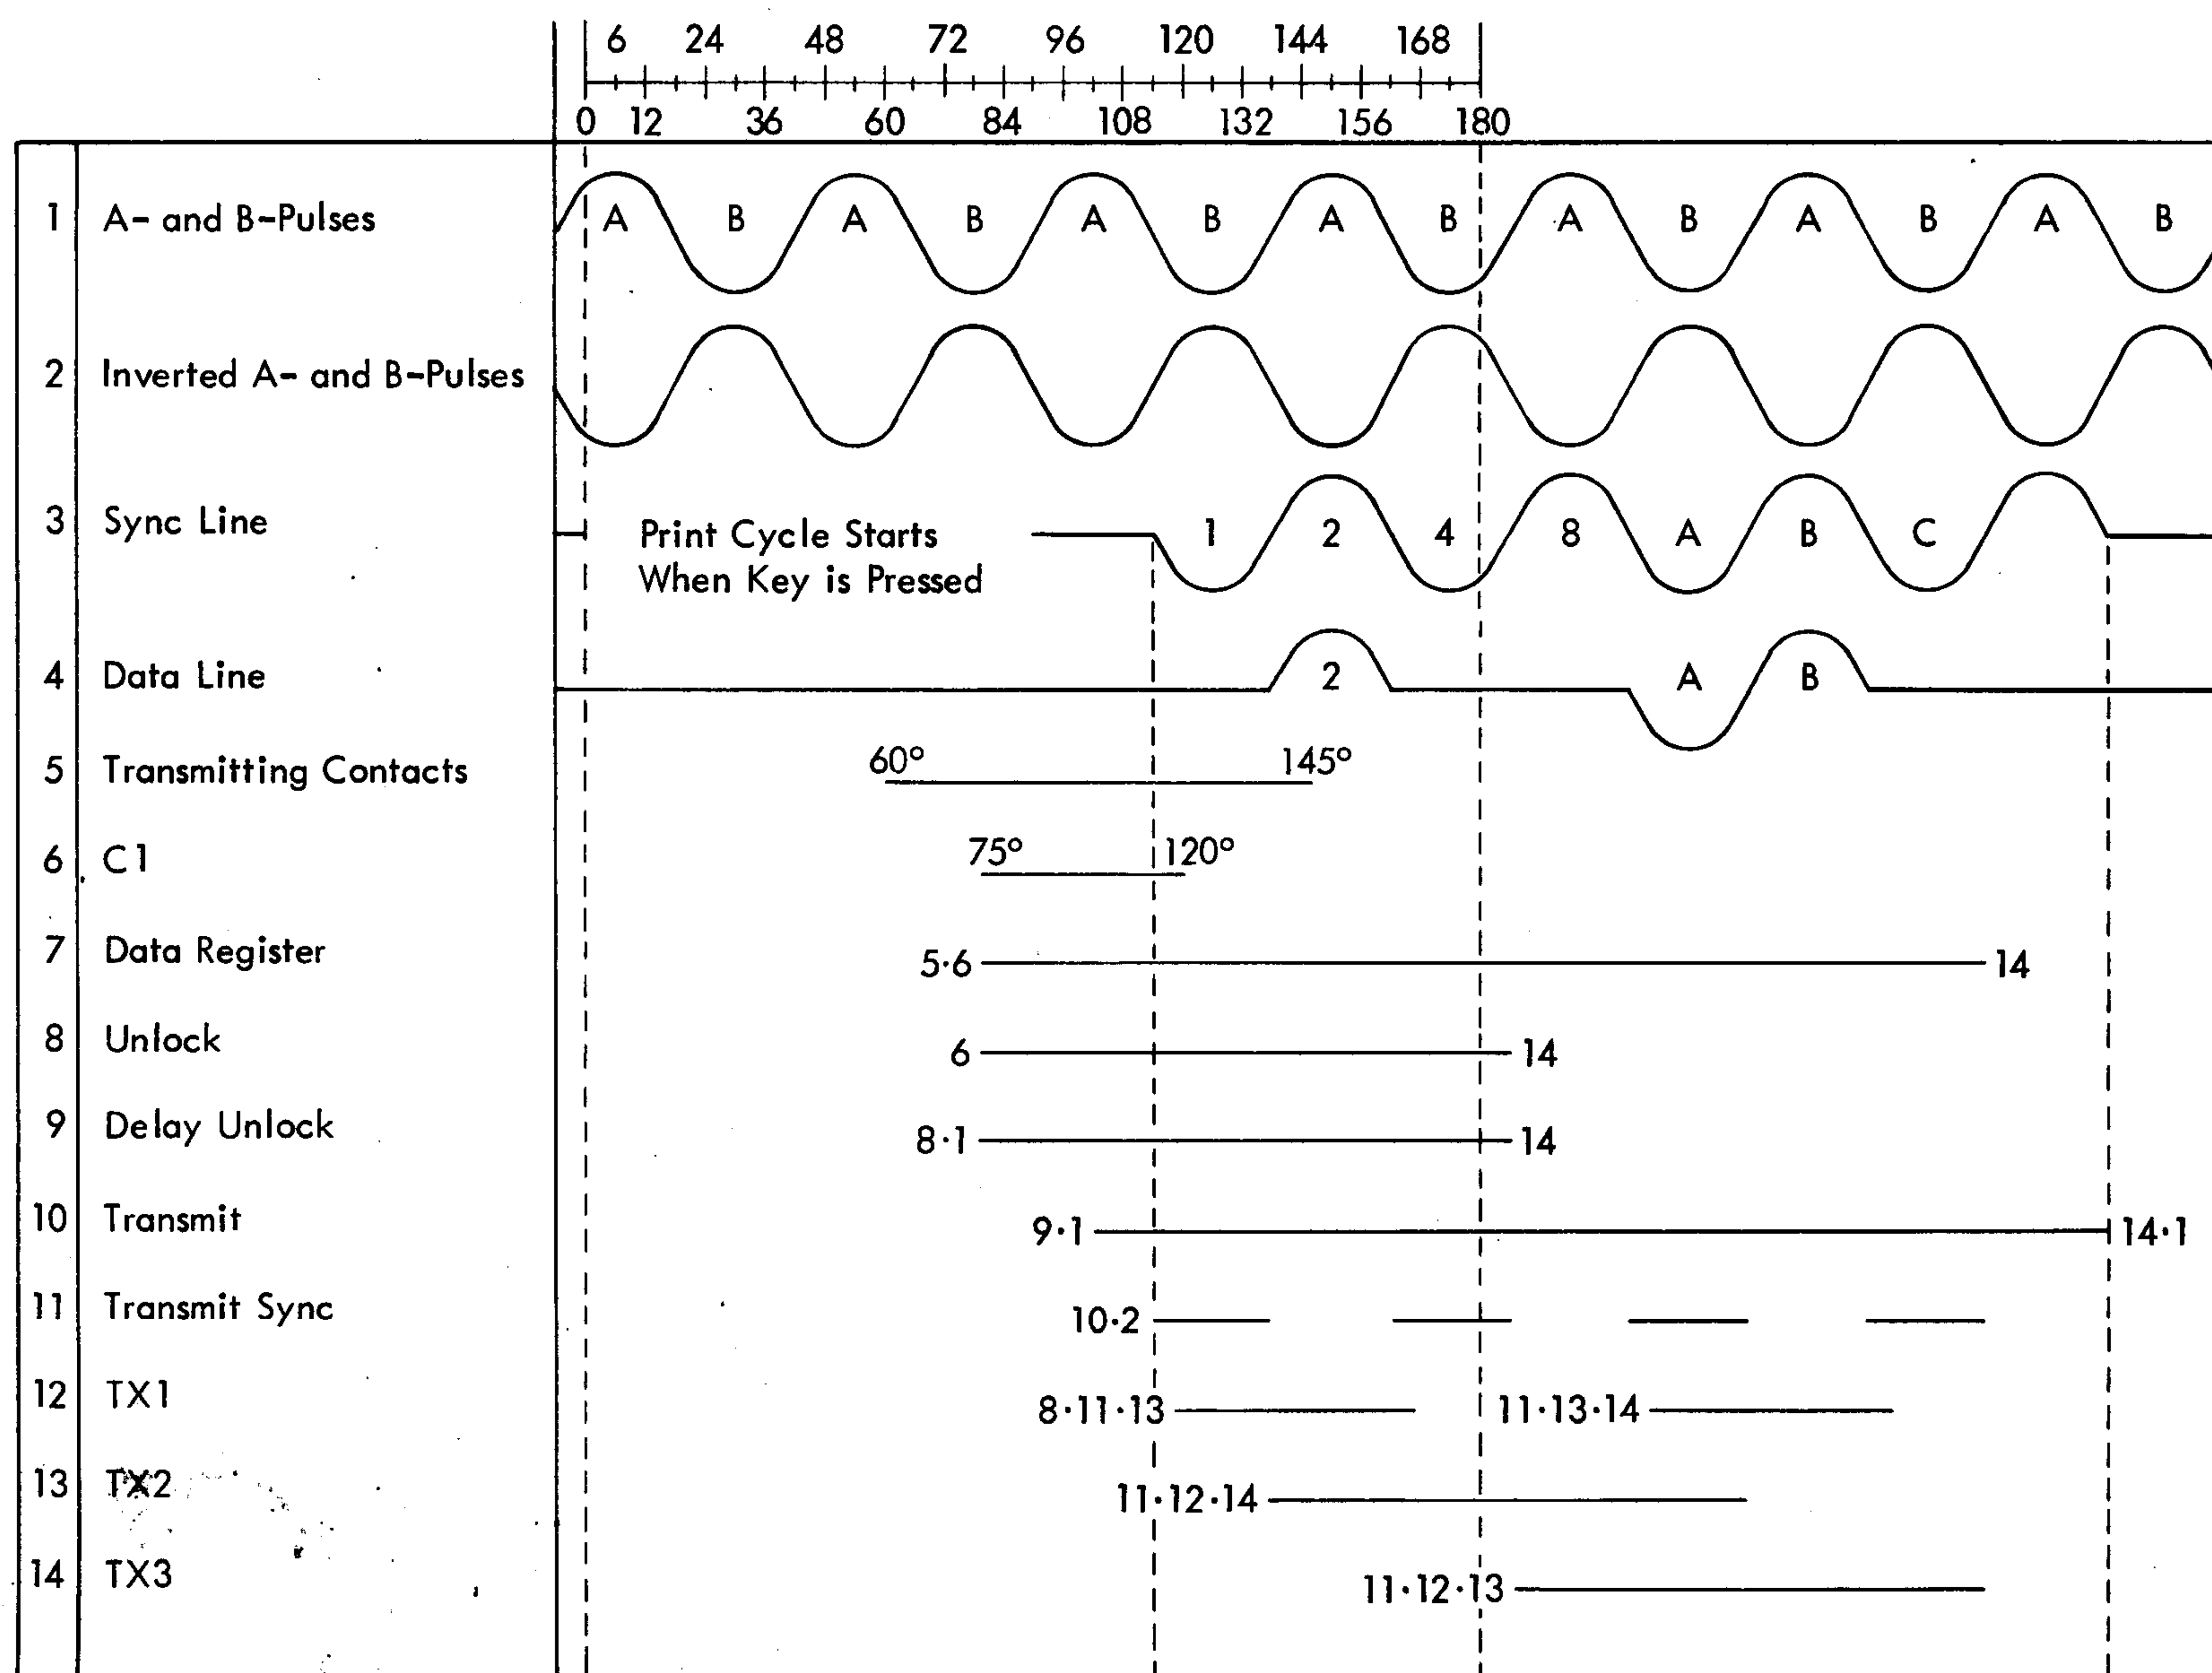 6 24 48 72 96 120 144 168
0 12 36 60 84 108 132 156 180
1 A- and B-Pulses A B A B A B A B A B A B A B
2 Inverted A- and B-Pulses
3 Sync Line Print Cycle Starts 1 2 4 8 A B C
When Key is Pressed
4 Data Line 2 A B
5 Transmitting Contacts 60° 145°
6 C1 75° 120°
7 Data Register 5·6 14
8 Unlock 6 14
9 Delay Unlock 8·1 14
10 Transmit 9·1 14·1
11 Transmit Sync 10·2
12 TX1 8·11·13 11·13·14
13 TX2 11·12·14
14 TX3 11·12·13